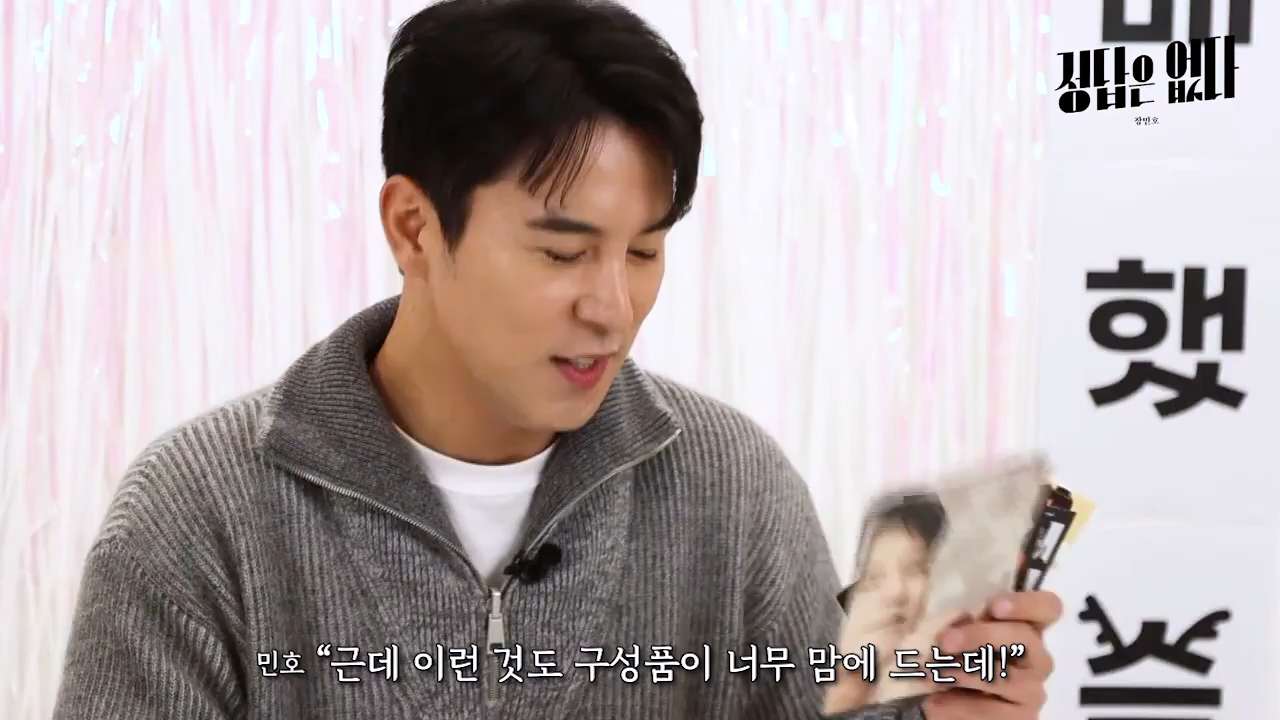 정답은 없다
장민호
했
민호 “근데 이런 것도 구성품이 너무 맘에 드는데!”